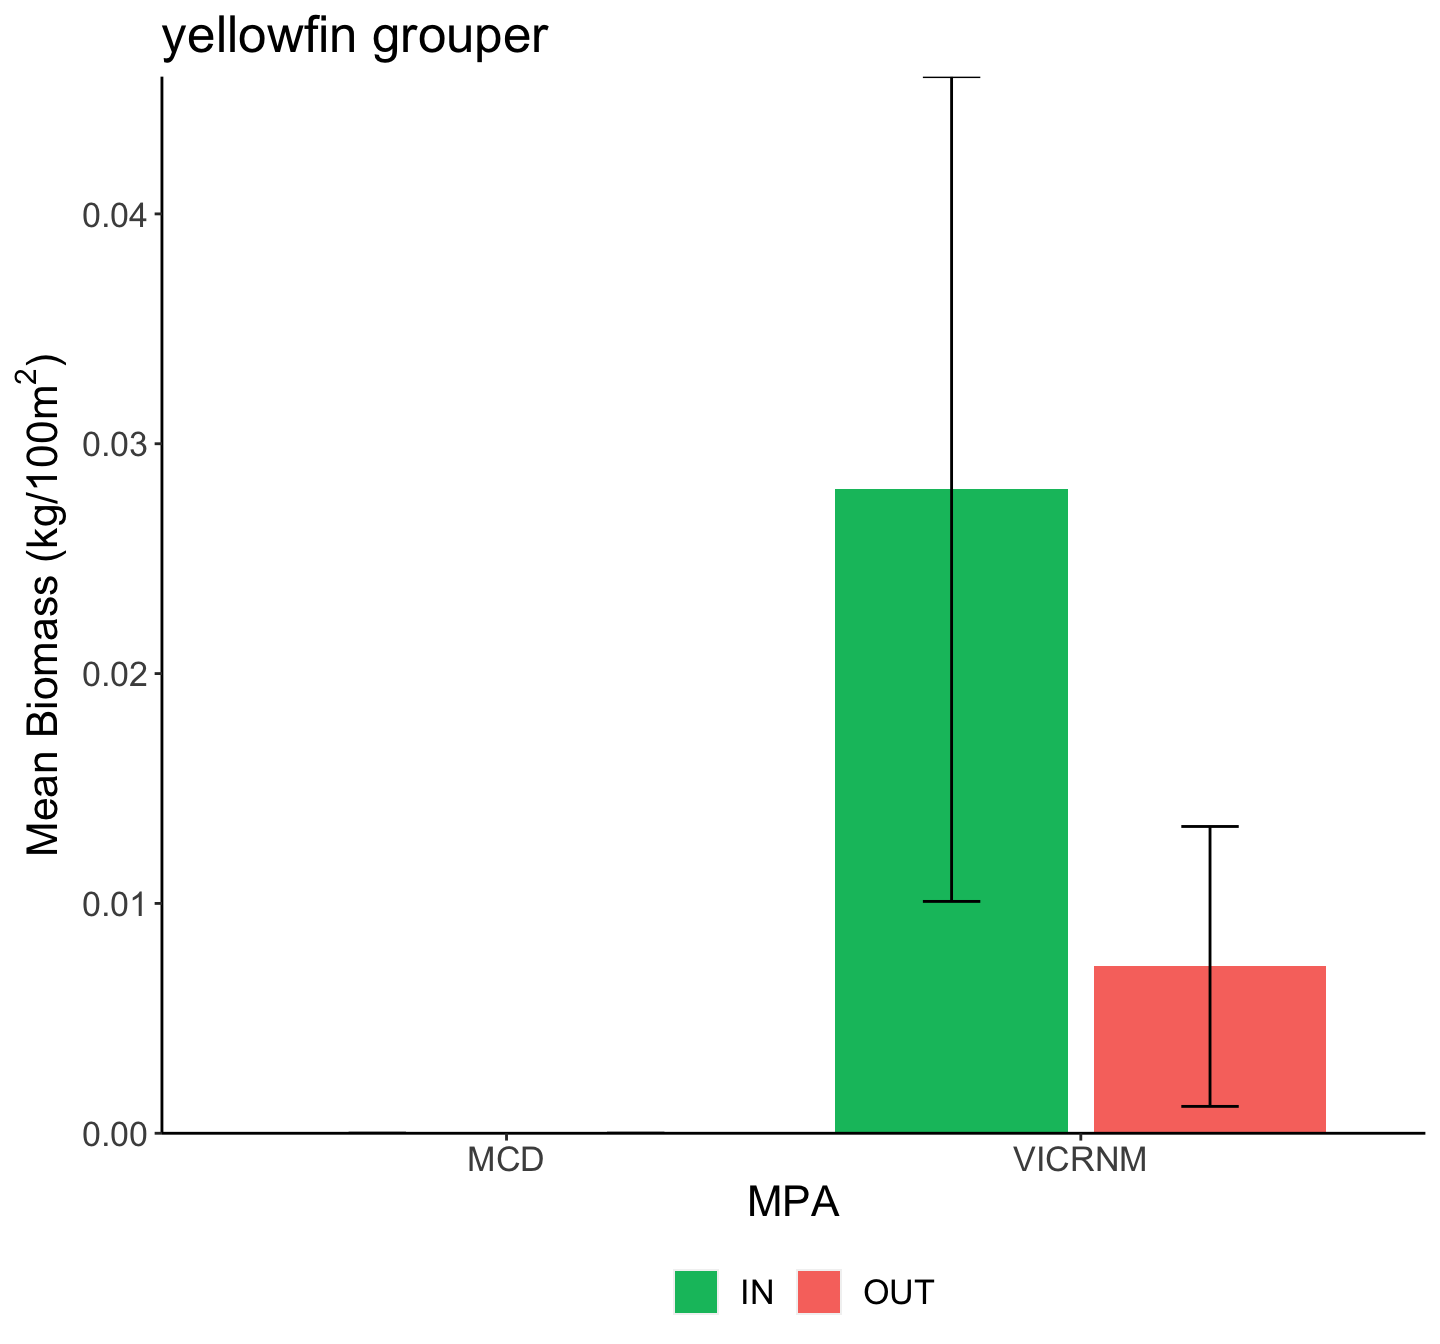 yellowfin grouper
Mean Biomass (kg/100m²)
0.04
0.03
0.02
0.01
0.00
MCD VICRNM
MPA
IN OUT